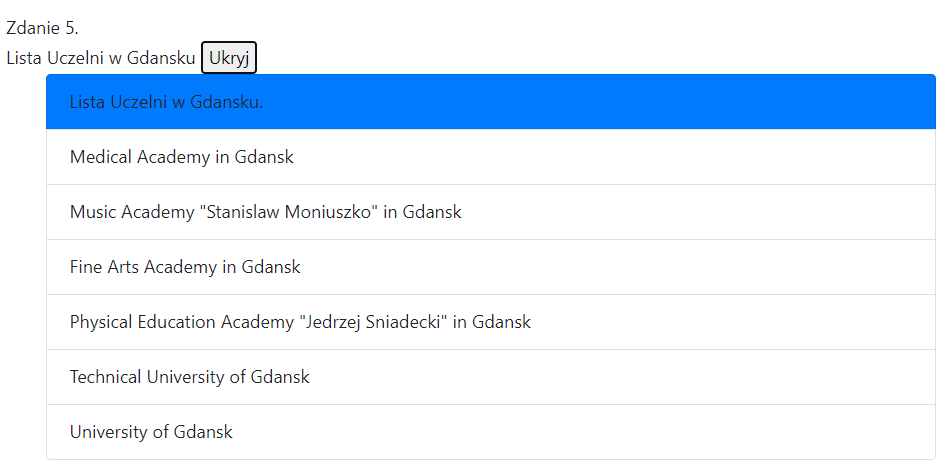 Zdanie 5.
Lista Uczelni w Gdansku Ukryj
Lista Uczelni w Gdansku.
Medical Academy in Gdansk
Music Academy "Stanislaw Moniuszko" in Gdansk
Fine Arts Academy in Gdansk
Physical Education Academy "Jedrzej Sniadecki" in Gdansk
Technical University of Gdansk
University of Gdansk